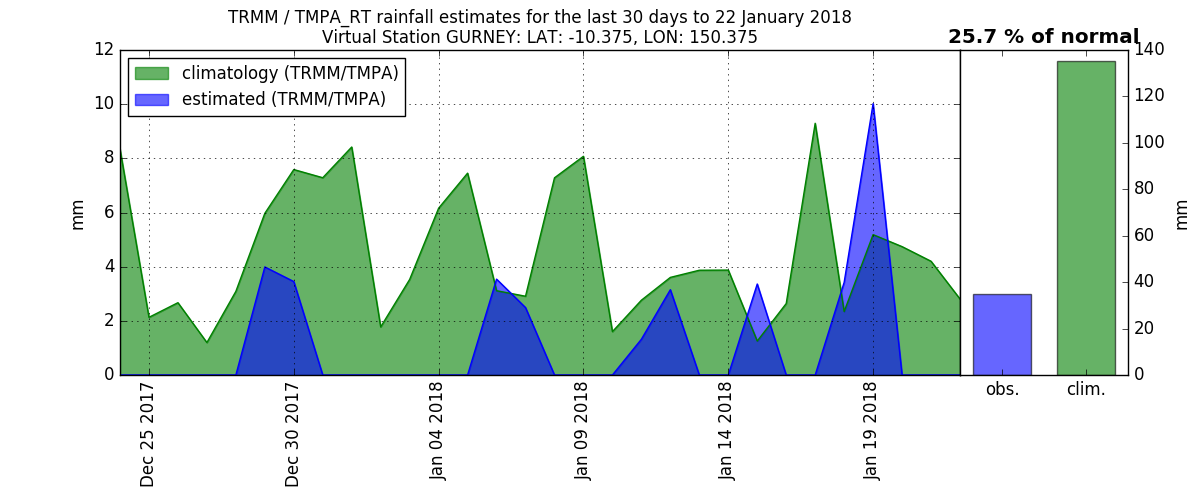 TRMM / TMPA_RT rainfall estimates for the last 30 days to 22 January 2018
Virtual Station GURNEY: LAT: -10.375, LON: 150.375
25.7 % of normal
climatology (TRMM/TMPA)
estimated (TRMM/TMPA)
mm
12
10
8
6
4
2
0
Dec 25 2017
Dec 30 2017
Jan 04 2018
Jan 09 2018
Jan 14 2018
Jan 19 2018
obs.
clim.
140
120
100
80
60
40
20
0
mm